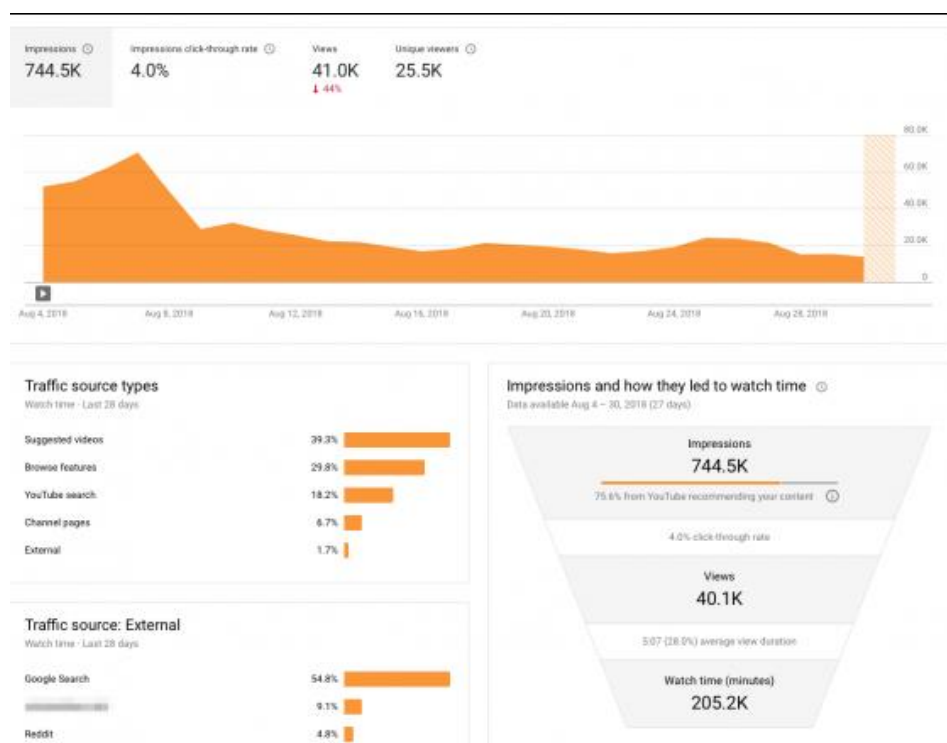 Impressions
744.5K
Impressions click-through rate
4.0%
Views
41.0K
44%
Unique viewers
25.5K
80.0K
60.0K
40.0K
20.0K
0
Aug 4, 2018 Aug 8, 2018 Aug 12, 2018 Aug 16, 2018 Aug 20, 2018 Aug 24, 2018 Aug 28, 2018
Traffic source types
Watch time · Last 28 days
Suggested videos 39.3%
Browse features 29.8%
YouTube search 18.2%
Channel pages 6.7%
External 1.7%
Traffic source: External
Watch time · Last 28 days
Google Search 54.8%
9.1%
Reddit 4.8%
Impressions and how they led to watch time
Data available Aug 4 – 30, 2018 (27 days)
Impressions
744.5K
75.6% from YouTube recommending your content
4.0% click-through rate
Views
40.1K
5:07 (28.0%) average view duration
Watch time (minutes)
205.2K